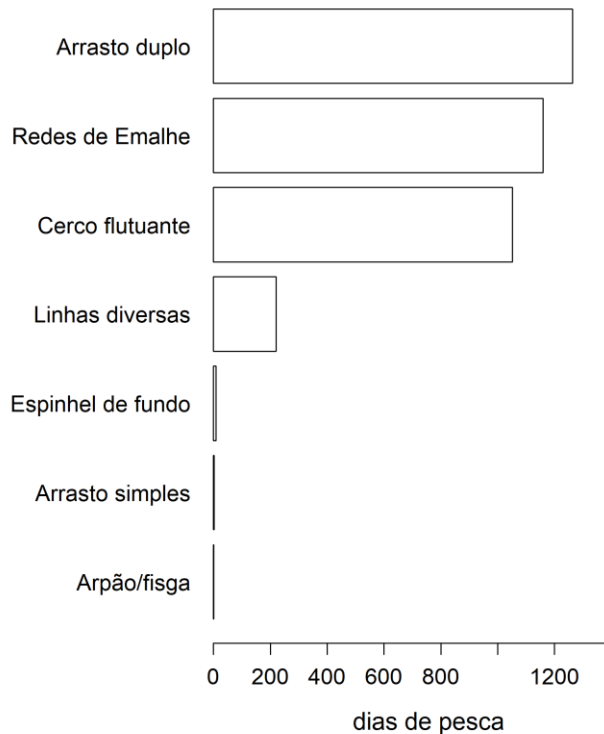 Arrasto duplo
Redes de Emalhe
Cerco flutuante
Linhas diversas
Espinhel de fundo
Arrasto simples
Arpão/fisga
0 200 400 600 800 1200
dias de pesca